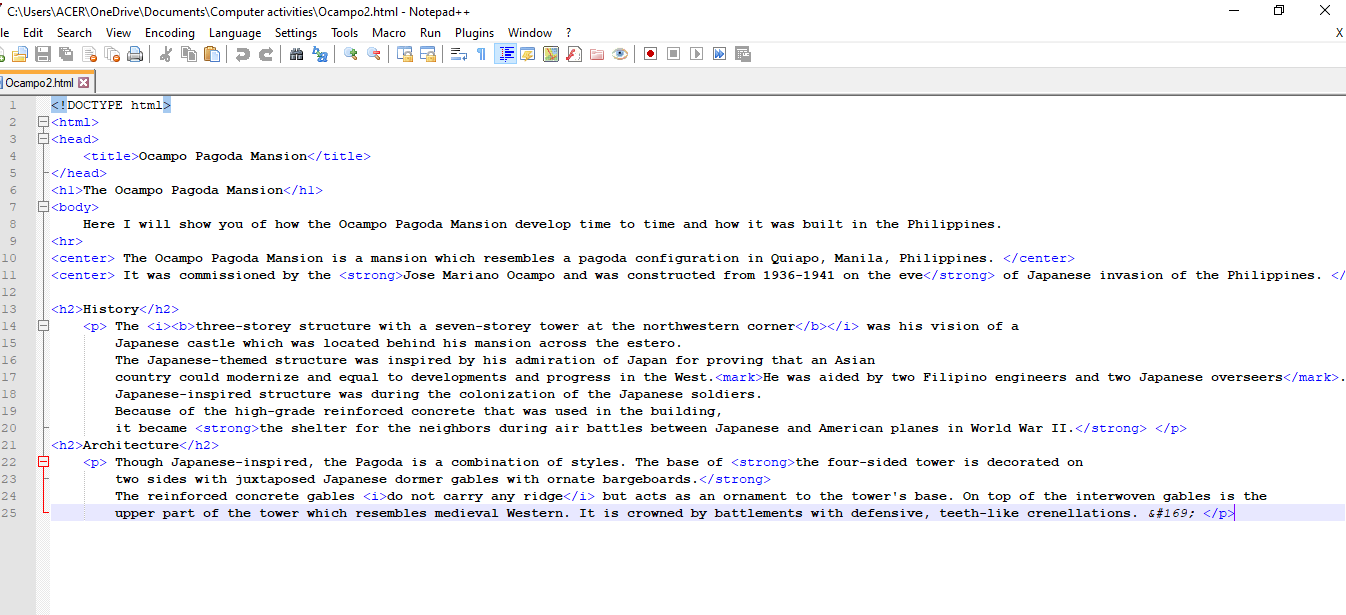 C:\Users\ACER\OneDrive\Documents\Computer activities\Ocampo2.html - Notepad++
le Edit Search View Encoding Language Settings Tools Macro Run Plugins Window ? X
Ocampo2.html
1 <!DOCTYPE html>
2 <html>
3 <head>
4 <title>Ocampo Pagoda Mansion</title>
5 </head>
6 <h1>The Ocampo Pagoda Mansion</h1>
7 <body>
8 Here I will show you of how the Ocampo Pagoda Mansion develop time to time and how it was built in the Philippines.
9 <hr>
10 <center> The Ocampo Pagoda Mansion is a mansion which resembles a pagoda configuration in Quiapo, Manila, Philippines. </center>
11 <center> It was commissioned by the <strong>Jose Mariano Ocampo and was constructed from 1936-1941 on the eve</strong> of Japanese invasion of the Philippines. </
12
13 <h2>History</h2>
14 <p> The <i><b>three-storey structure with a seven-storey tower at the northwestern corner</b></i> was his vision of a
15 Japanese castle which was located behind his mansion across the estero.
16 The Japanese-themed structure was inspired by his admiration of Japan for proving that an Asian
17 country could modernize and equal to developments and progress in the West.<mark>He was aided by two Filipino engineers and two Japanese overseers</mark>.
18 Japanese-inspired structure was during the colonization of the Japanese soldiers.
19 Because of the high-grade reinforced concrete that was used in the building,
20 it became <strong>the shelter for the neighbors during air battles between Japanese and American planes in World War II.</strong> </p>
21 <h2>Architecture</h2>
22 <p> Though Japanese-inspired, the Pagoda is a combination of styles. The base of <strong>the four-sided tower is decorated on
23 two sides with juxtaposed Japanese dormer gables with ornate bargeboards.</strong>
24 The reinforced concrete gables <i>do not carry any ridge</i> but acts as an ornament to the tower's base. On top of the interwoven gables is the
25 upper part of the tower which resembles medieval Western. It is crowned by battlements with defensive, teeth-like crenellations. &#169; </p>